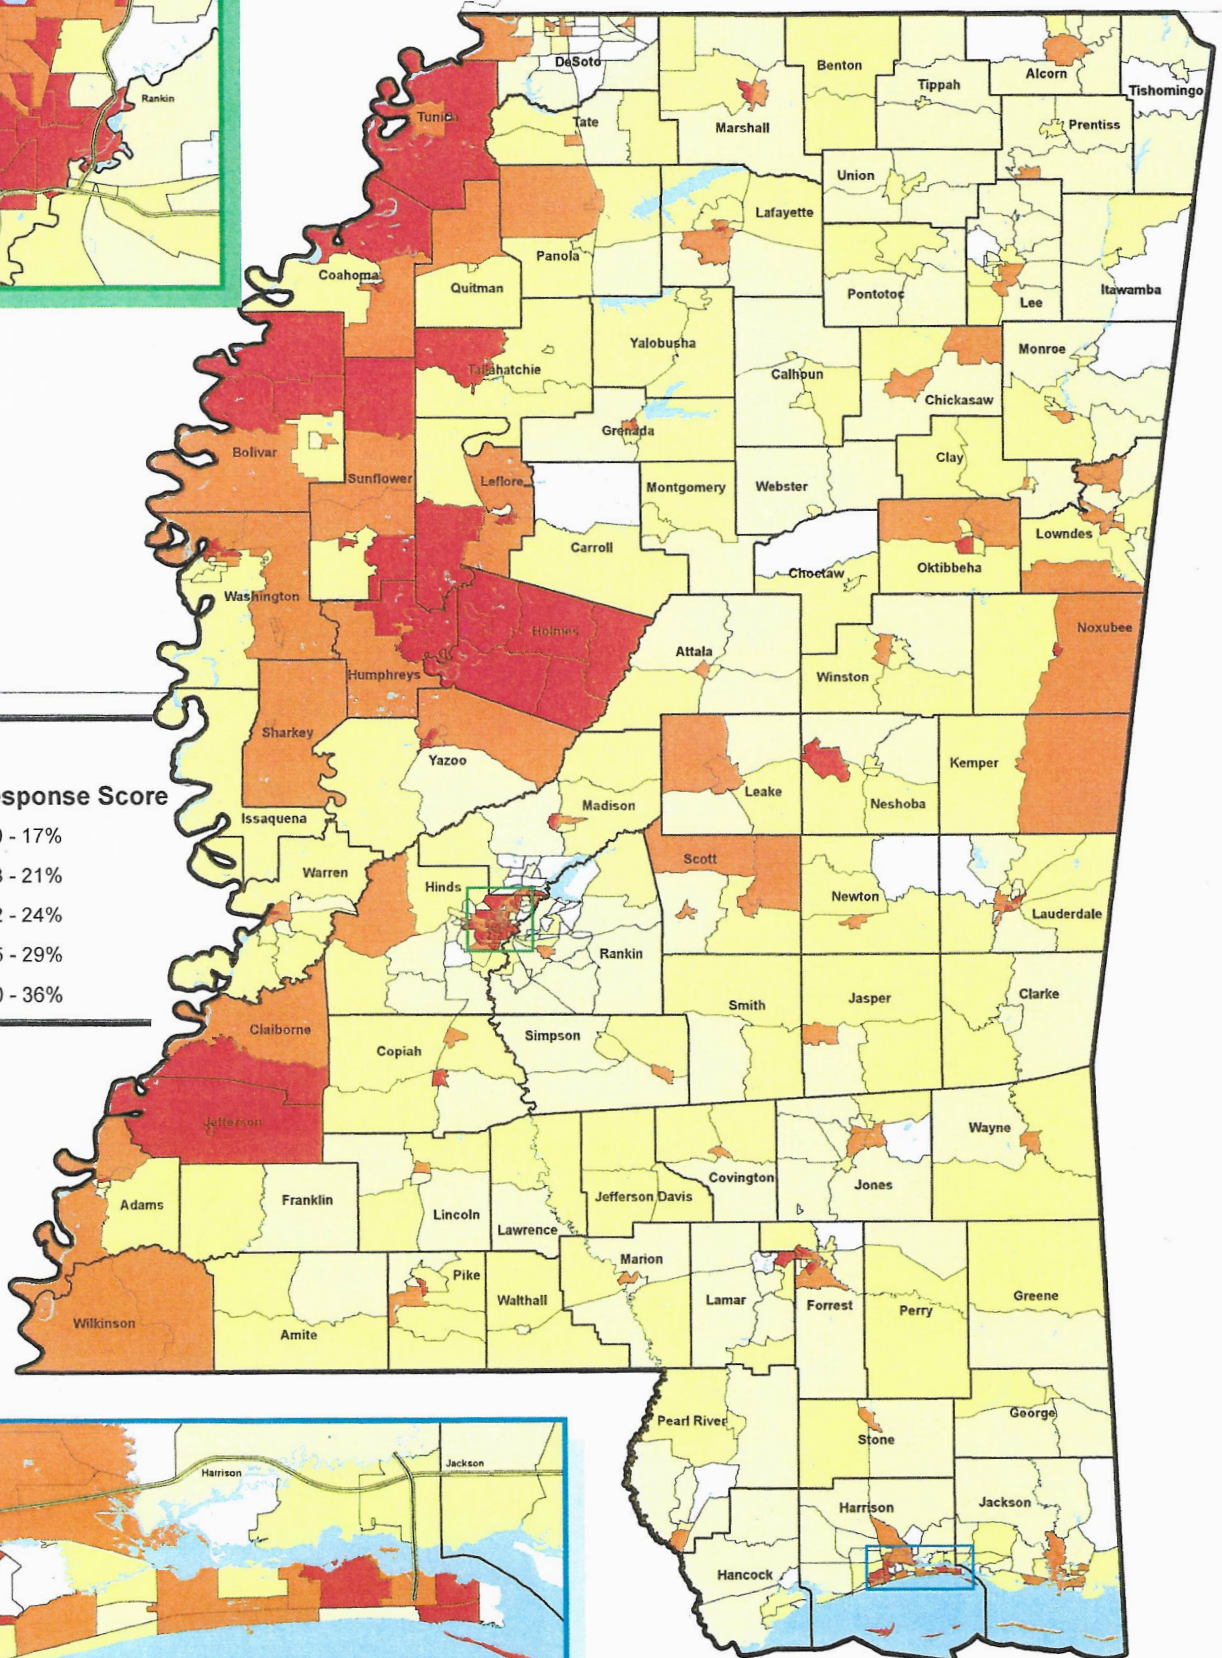 Rankin
DeSoto
Benton
Tippah
Alcorn
Tishomingo
Tunica
Tate
Marshall
Prentiss
Union
Lafayette
Panola
Coahoma
Quitman
Pontotoc
Lee
Itawamba
Yalobusha
Monroe
Tallahatchie
Calhoun
Chickasaw
Grenada
Bolivar
Sunflower
Leflore
Clay
Montgomery
Webster
Lowndes
Carroll
Choctaw
Oktibbeha
Washington
Holmes
Noxubee
Attala
Winston
Humphreys
Sharkey
Yazoo
Kemper
Leake
Neshoba
esponse Score
- 17%
- 21%
- 24%
- 29%
- 36%
Madison
Issaquena
Scott
Warren
Hinds
Newton
Lauderdale
Rankin
Clarke
Smith
Jasper
Claiborne
Simpson
Copiah
Jefferson
Wayne
Covington
Jones
Adams
Franklin
Jefferson Davis
Lincoln
Lawrence
Marion
Pike
Walthall
Lamar
Forrest
Perry
Greene
Wilkinson
Amite
Pearl River
George
Stone
Harrison
Jackson
Harrison
Jackson
Hancock